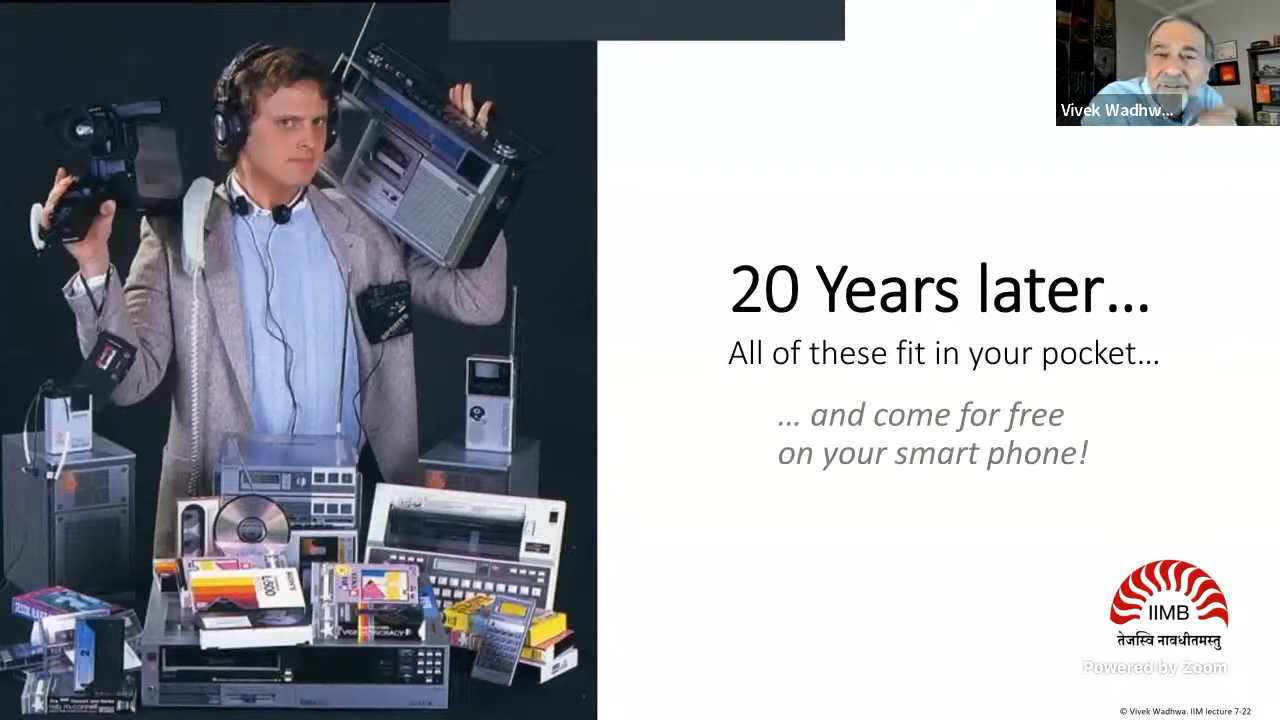 Vivek Wadhw...
20 Years later...
All of these fit in your pocket...
... and come for free
on your smart phone!
IIMB
तेजस्वि नावधीतमस्तु
Powered by Zoom
© Vivek Wadhwa. IIM lecture 7-22
L-500